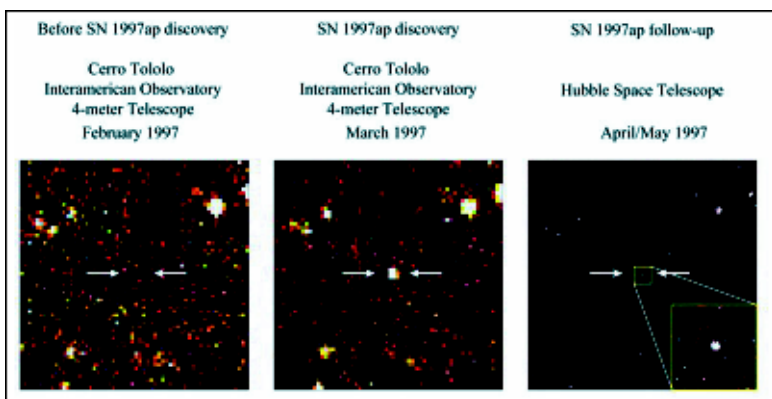 Before SN 1997ap discovery
Cerro Tololo
Interamerican Observatory
4-meter Telescope
February 1997
SN 1997ap discovery
Cerro Tololo
Interamerican Observatory
4-meter Telescope
March 1997
SN 1997ap follow-up
Hubble Space Telescope
April/May 1997